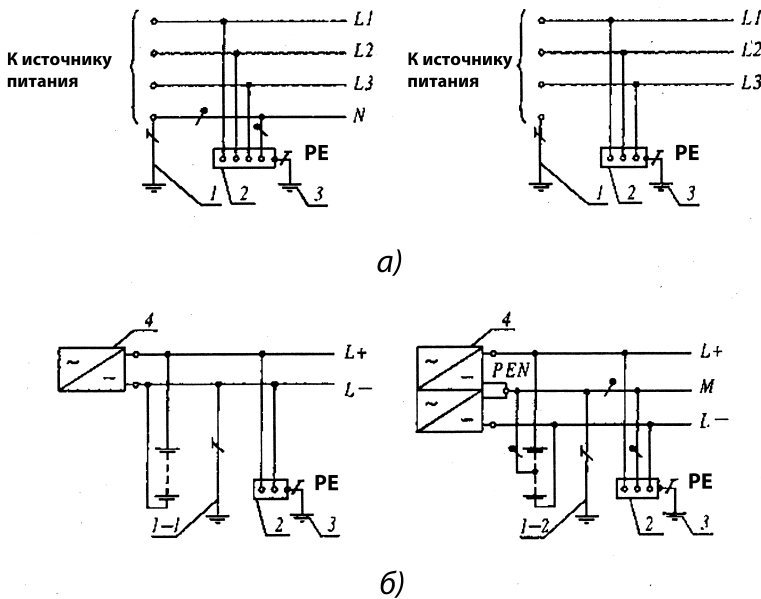 L1
L2
К источнику
питания
L3
N
PE
1
2
3
L1
L2
К источнику
питания
L3
PE
1
2
3
а)
4
~
—
L+
L—
PE
1-1
2
3
4
~
—
~
—
PEN
L+
M
L—
PE
1-2
2
3
б)